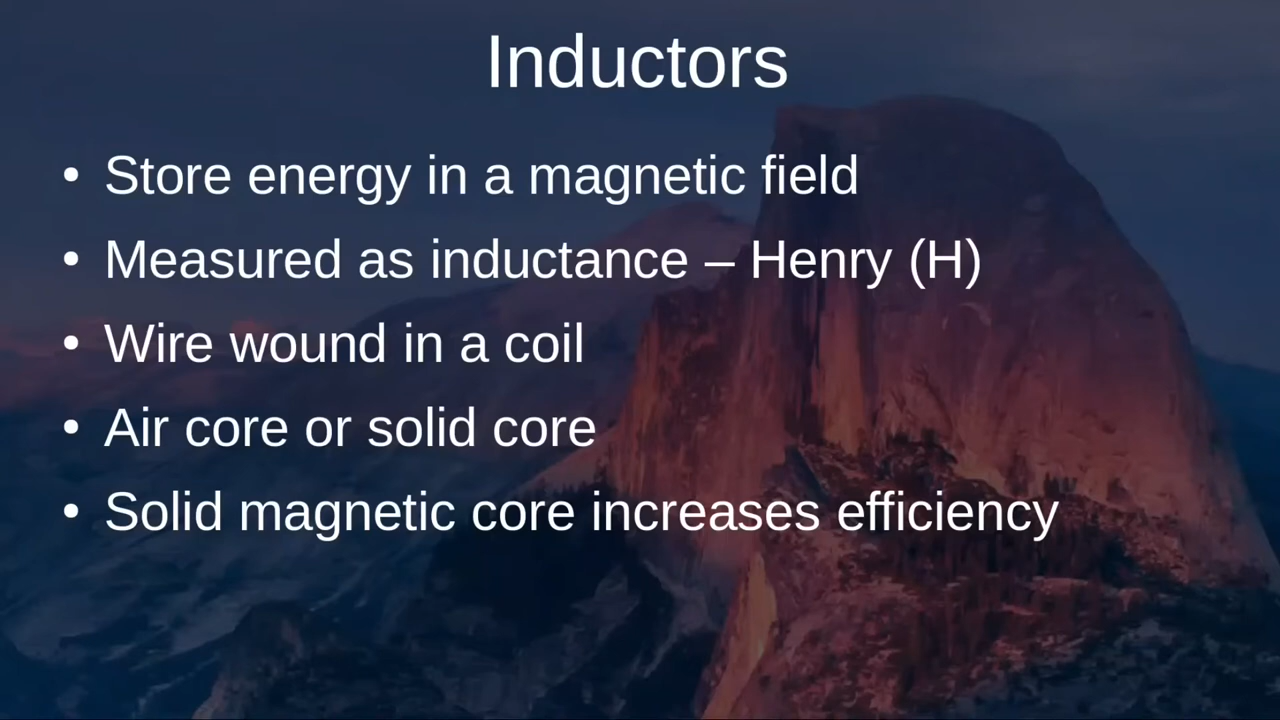 Inductors
• Store energy in a magnetic field
• Measured as inductance – Henry (H)
• Wire wound in a coil
• Air core or solid core
• Solid magnetic core increases efficiency